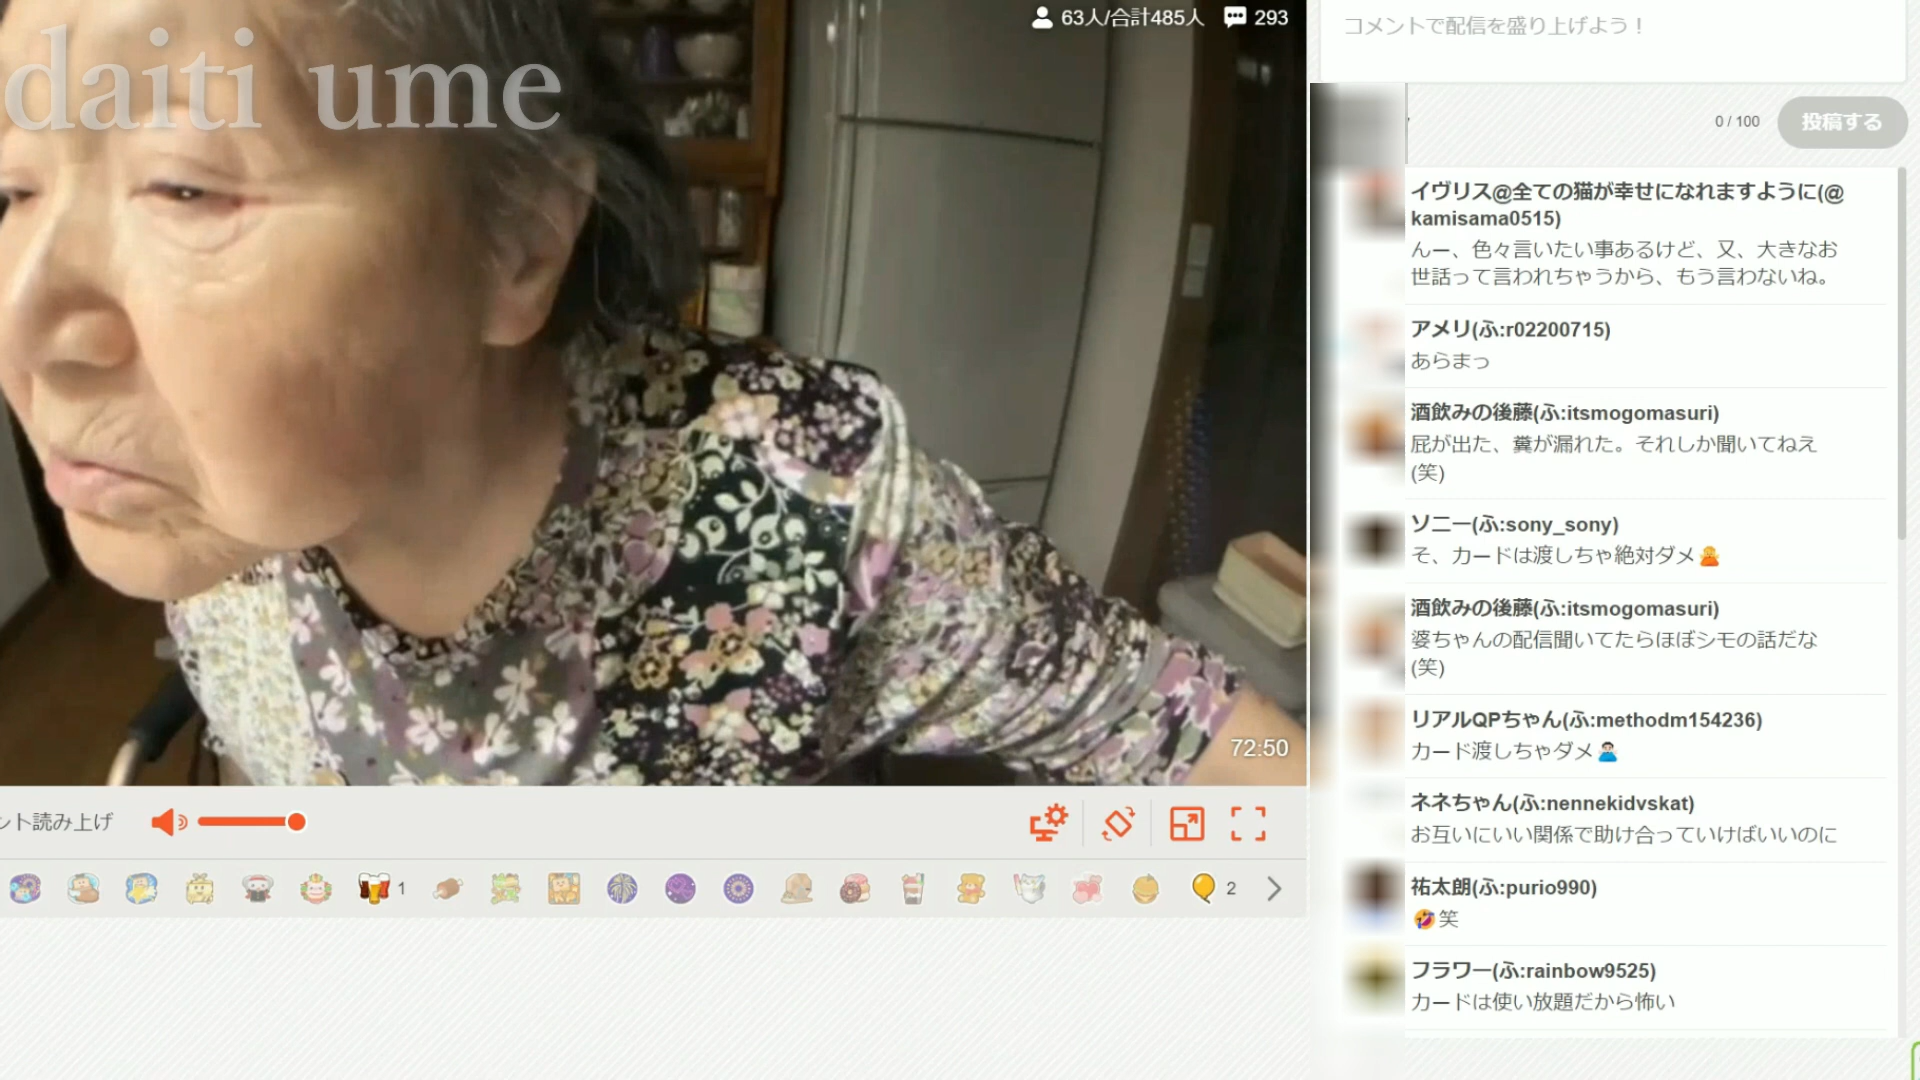 daiti ume
63人/合計485人 293
72:50
ント読み上げ
1
2
コメントで配信を盛り上げよう！
0 / 100
投稿する
イヴリス@全ての猫が幸せになれますように(@
kamisama0515)
んー、色々言いたい事あるけど、又、大きなお
世話って言われちゃうから、もう言わないね。
アメリ(ふ:r02200715)
あらまっ
酒飲みの後藤(ふ:itsmogomasuri)
屁が出た、糞が漏れた。それしか聞いてねえ
(笑)
ソニー(ふ:sony_sony)
そ、カードは渡しちゃ絶対ダメ🙅
酒飲みの後藤(ふ:itsmogomasuri)
婆ちゃんの配信聞いてたらほぼシモの話だな
(笑)
リアルQPちゃん(ふ:methodm154236)
カード渡しちゃダメ🙅🏻‍♂️
ネネちゃん(ふ:nennekidvskat)
お互いにいい関係で助け合っていけばいいのに
祐太朗(ふ:purio990)
🤣笑
フラワー(ふ:rainbow9525)
カードは使い放題だから怖い